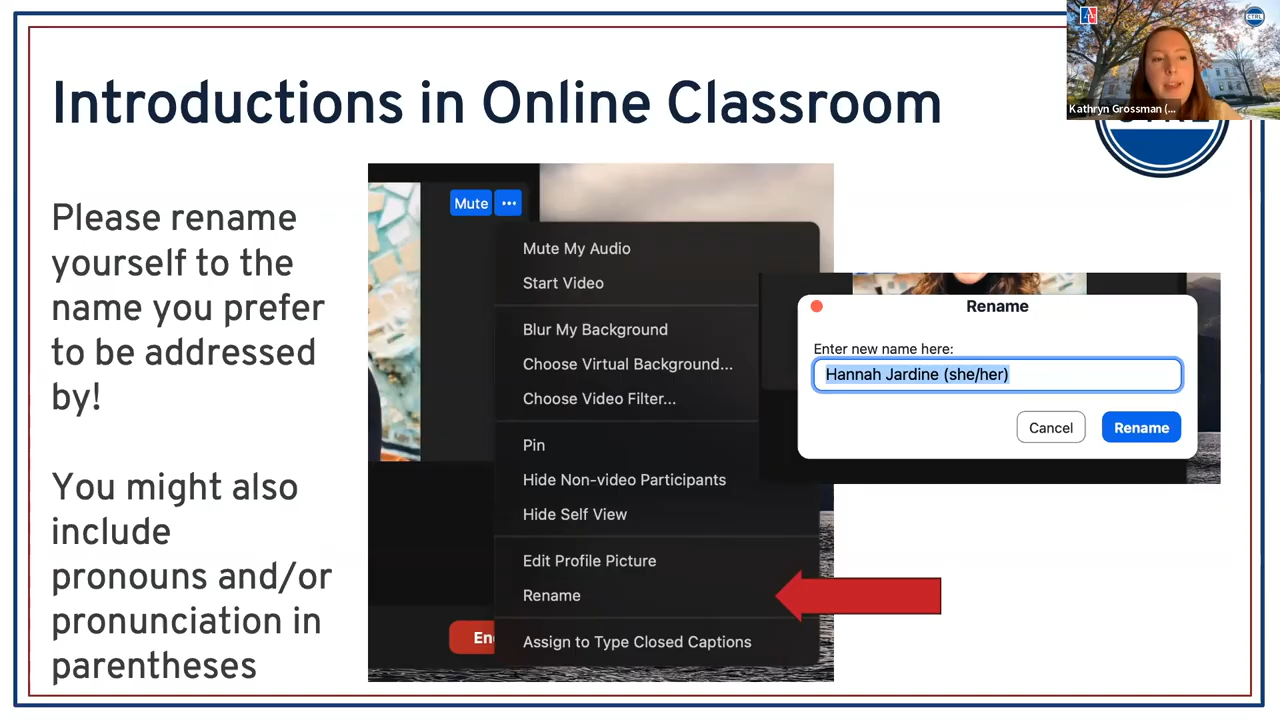 Introductions in Online Classroom
CTRL
Kathryn Grossman (...
Please rename
yourself to the
name you prefer
to be addressed
by!
You might also
include
pronouns and/or
pronunciation in
parentheses
Mute
Mute My Audio
Start Video
Blur My Background
Choose Virtual Background...
Choose Video Filter...
Pin
Hide Non-video Participants
Hide Self View
Edit Profile Picture
Rename
Assign to Type Closed Captions
En
Rename
Enter new name here:
Hannah Jardine (she/her)
Cancel
Rename